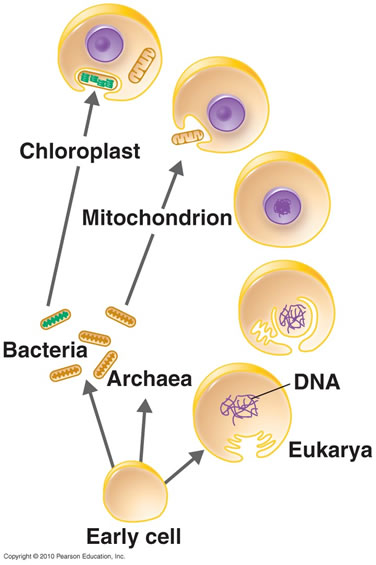 Chloroplast
Mitochondrion
Bacteria
Archaea
DNA
Eukarya
Early cell
Copyright © 2010 Pearson Education, Inc.